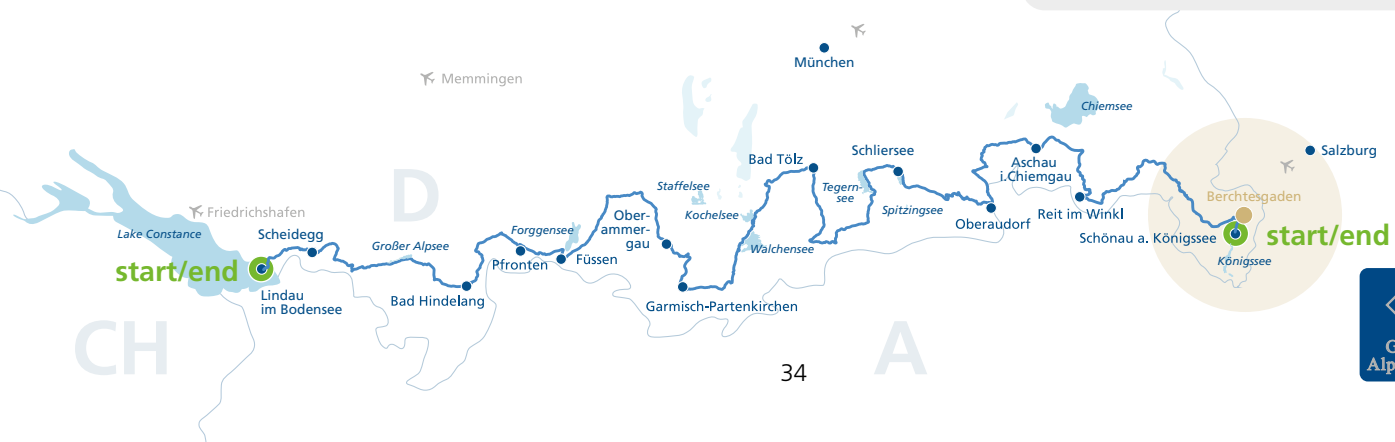 München
Memmingen
Chiemsee
Schliersee
Salzburg
Bad Tölz
Aschau
i.Chiemgau
Tegern-
see
Staffelsee
D
Berchtesgaden
Friedrichshafen
Kochelsee
Spitzingsee
Ober-
ammer-
gau
Reit im Winkl
Oberaudorf
Lake Constance
Scheidegg
Forggensee
Großer Alpsee
Walchensee
Schönau a. Königssee
start/end
Füssen
Pfronten
Königssee
start/end
Lindau
im Bodensee
Bad Hindelang
Garmisch-Partenkirchen
CH
A
34